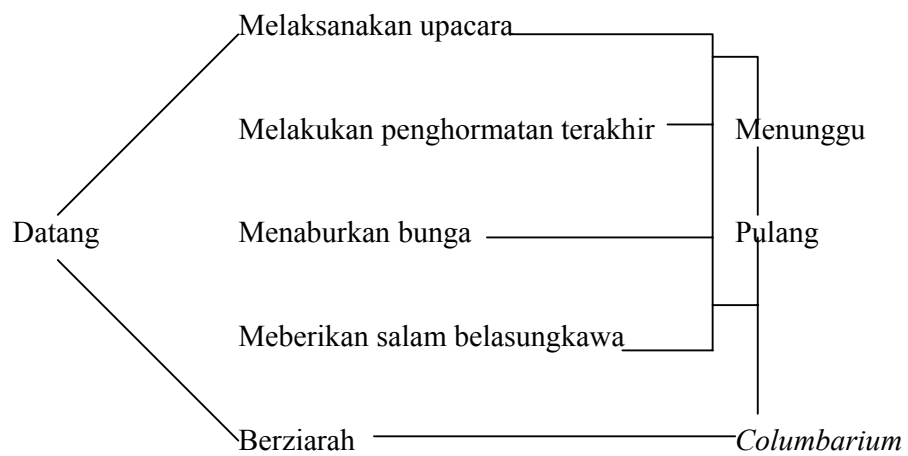 Melaksanakan upacara
Melakukan penghormatan terakhir Menunggu
Datang Menaburkan bunga Pulang
Meberikan salam belasungkawa
Berziarah Columbarium